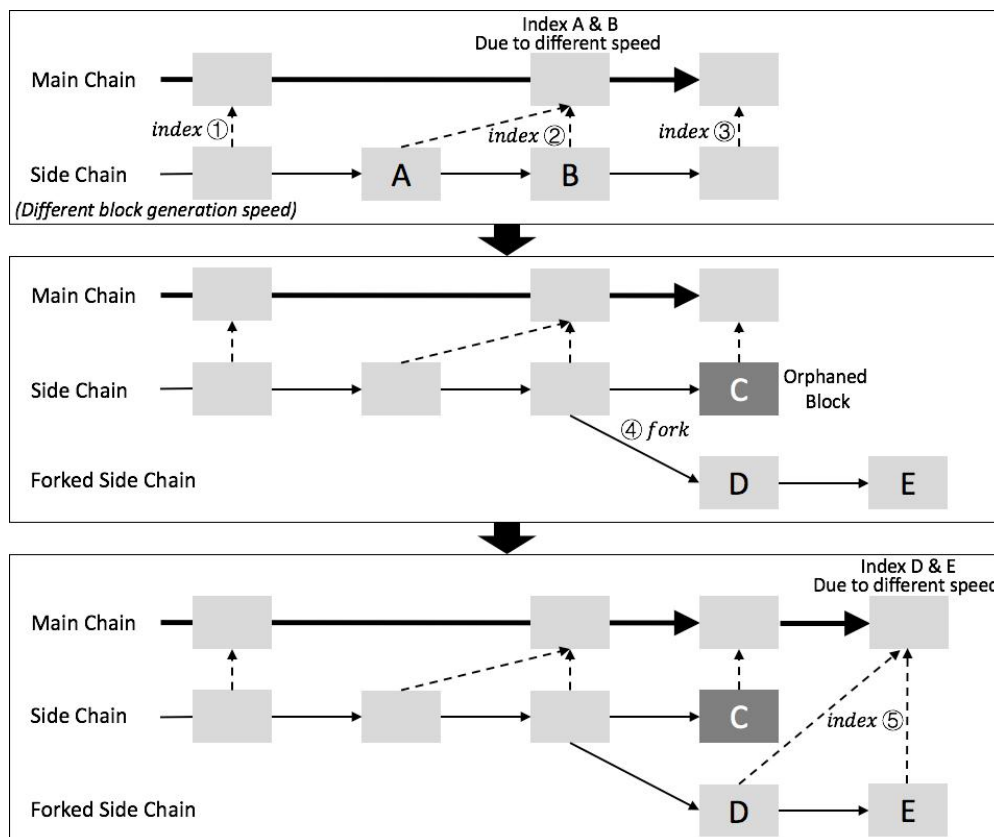 Index A & B
Due to different speed
Main Chain
index ①
index ②
index ③
Side Chain
A
B
(Different block generation speed)
Main Chain
Side Chain
C
Orphaned
Block
④ fork
Forked Side Chain
D
E
Index D & E
Due to different speed
Main Chain
Side Chain
C
index ⑤
Forked Side Chain
D
E